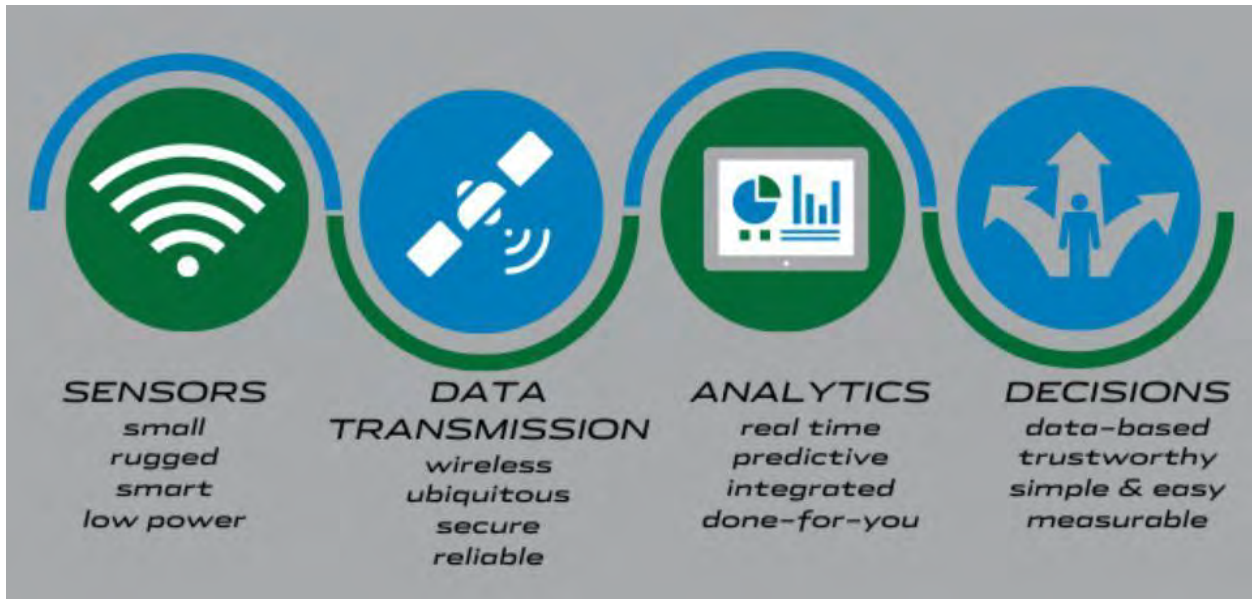 SENSORS
small
rugged
smart
low power
DATA
TRANSMISSION
wireless
ubiquitous
secure
reliable
ANALYTICS
real time
predictive
integrated
done-for-you
DECISIONS
data-based
trustworthy
simple & easy
measurable